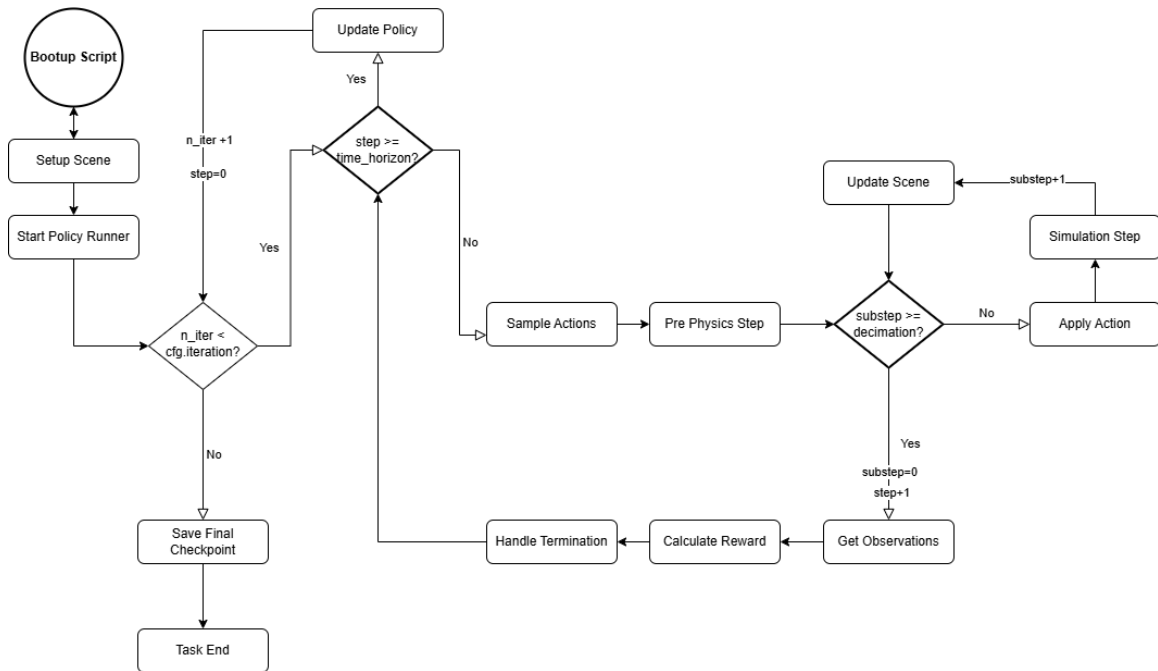 Bootup Script
Setup Scene
Start Policy Runner
n_iter <
cfg.iteration?
No
Save Final
Checkpoint
Task End
Yes
Update Policy
n_iter +1
step=0
Yes
step >=
time_horizon?
No
Sample Actions
Pre Physics Step
substep >=
decimation?
No
Apply Action
Simulation Step
substep+1
Update Scene
Yes
substep=0
step+1
Get Observations
Calculate Reward
Handle Termination